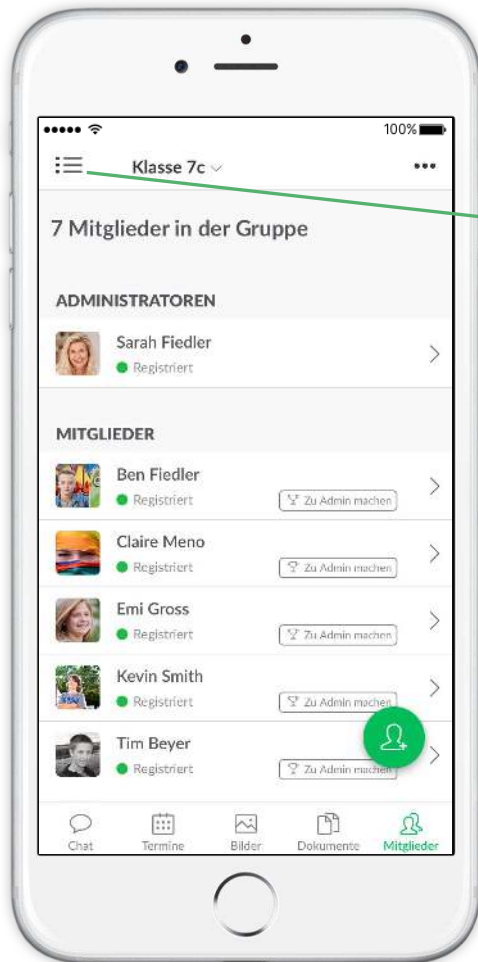 100%
Klasse 7c
7 Mitglieder in der Gruppe
ADMINISTRATOREN
Sarah Fiedler
Registriert
MITGLIEDER
Ben Fiedler
Registriert
Zu Admin machen
Claire Meno
Registriert
Zu Admin machen
Emi Gross
Registriert
Zu Admin machen
Kevin Smith
Registriert
Zu Admin machen
Tim Beyer
Registriert
Zu Admin machen
Chat Termine Bilder Dokumente Mitglieder